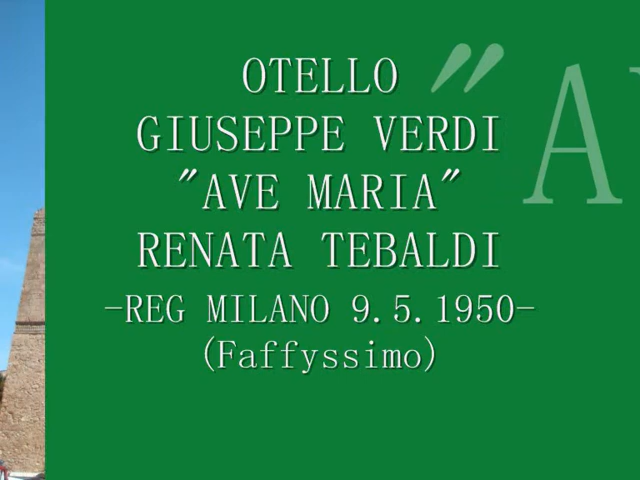 OTELLO
GIUSEPPE VERDI
"AVE MARIA"
RENATA TEBALDI
-REG MILANO 9.5.1950-
(Faffyssimo)
"A